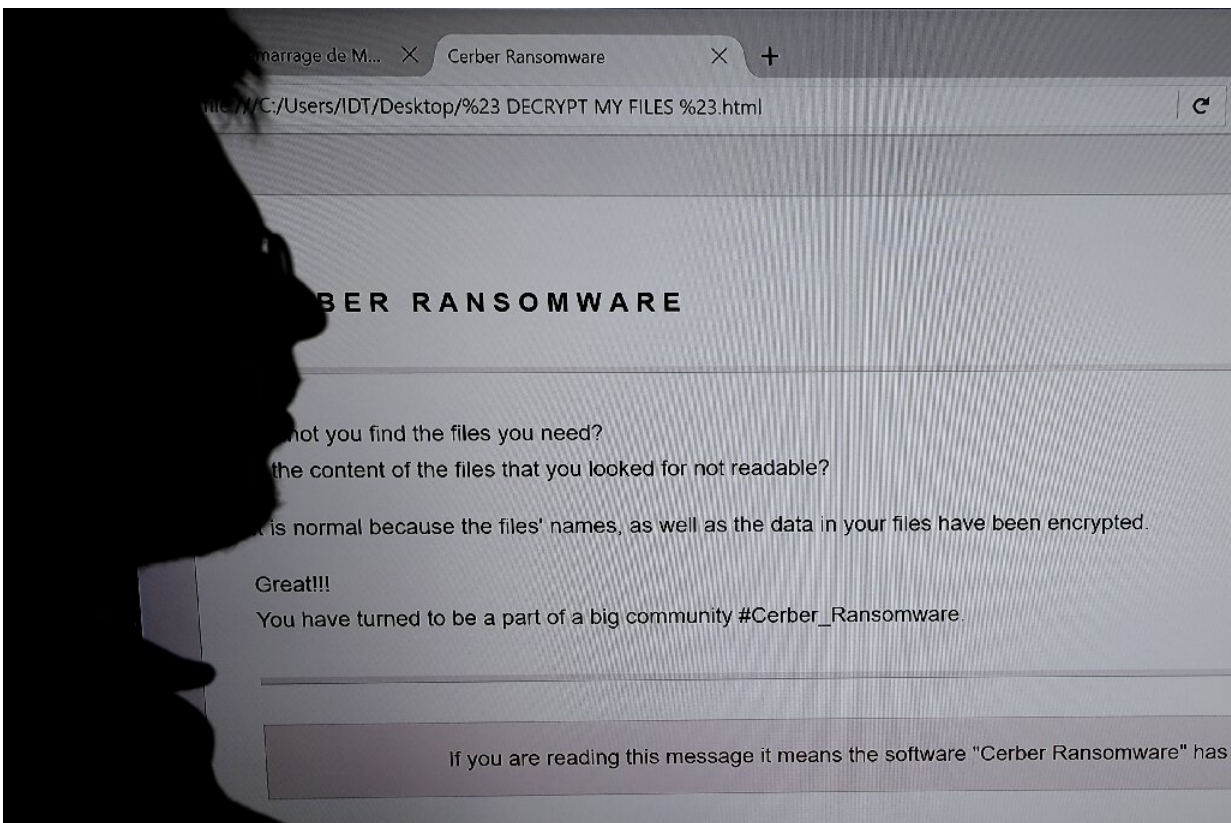 marrage de M...
Cerber Ransomware
/C:/Users/IDT/Desktop/%23 DECRYPT MY FILES %23.html
BER RANSOMWARE
not you find the files you need?
the content of the files that you looked for not readable?
is normal because the files' names, as well as the data in your files have been encrypted.
Great!!!
You have turned to be a part of a big community #Cerber_Ransomware.
If you are reading this message it means the software "Cerber Ransomware" has